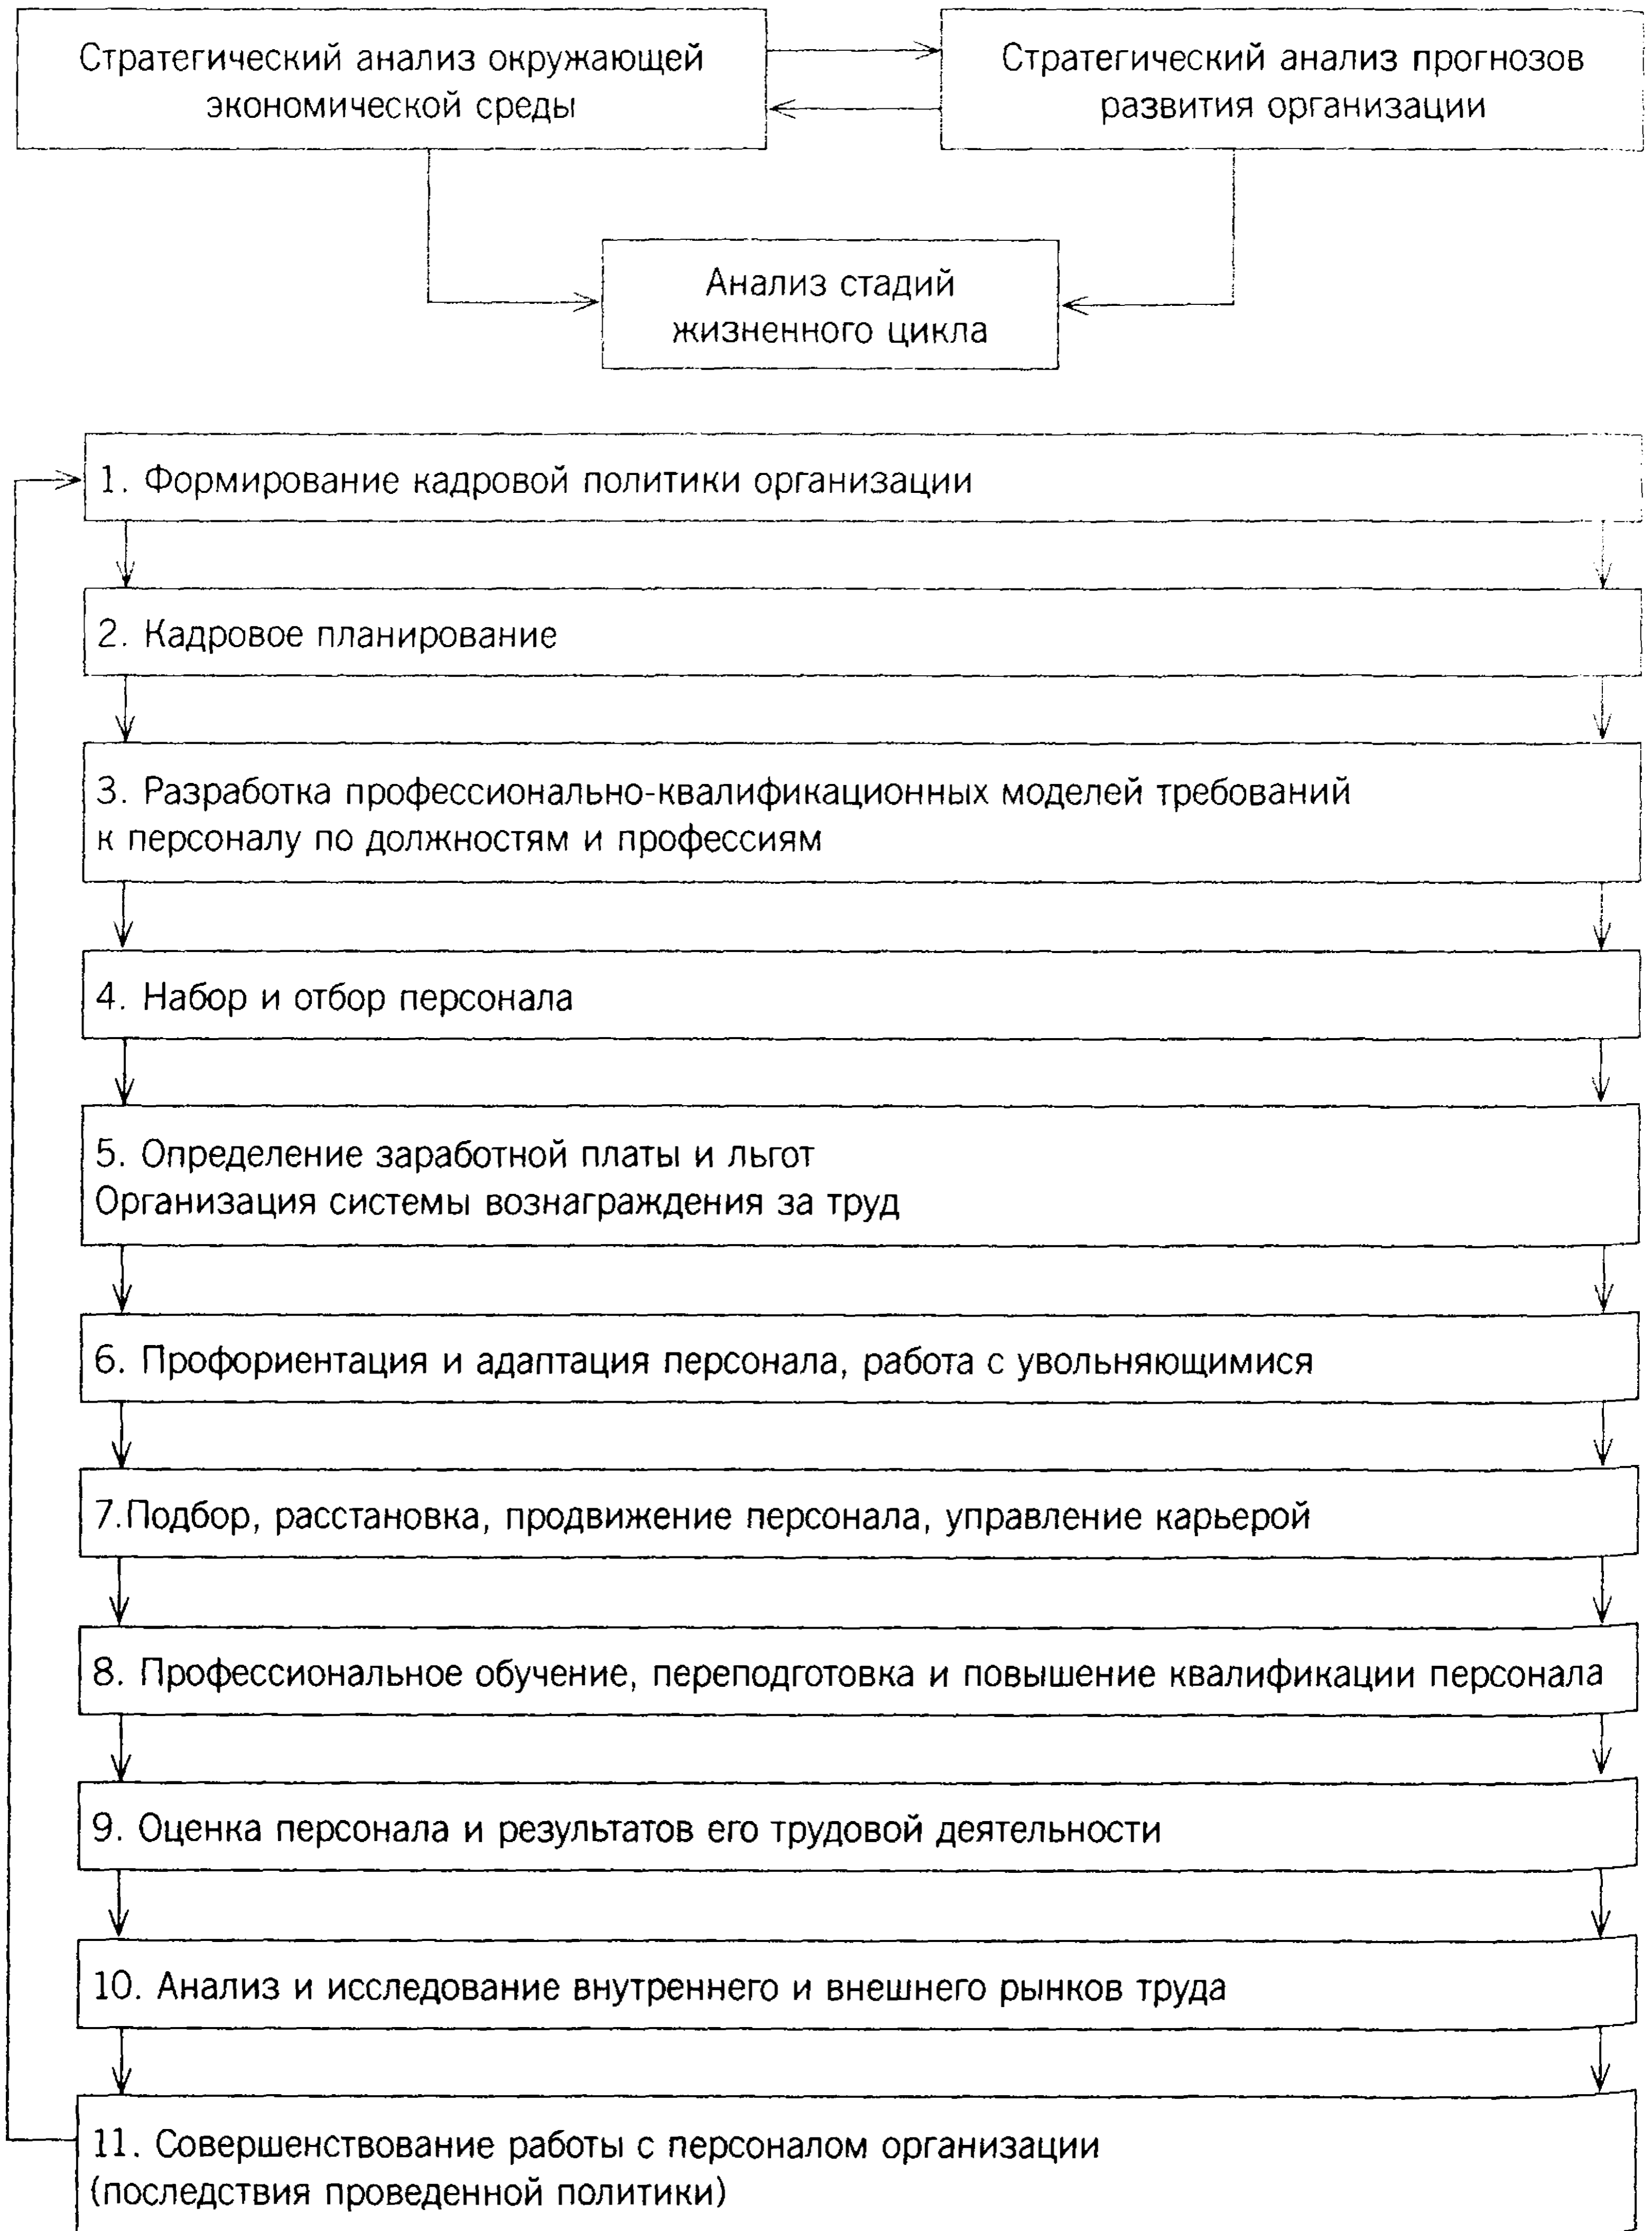 Стратегический анализ окружающей
экономической среды
Стратегический анализ прогнозов
развития организации
Анализ стадий
жизненного цикла
1. Формирование кадровой политики организации
2. Кадровое планирование
3. Разработка профессионально-квалификационных моделей требований
к персоналу по должностям и профессиям
4. Набор и отбор персонала
5. Определение заработной платы и льгот
Организация системы вознаграждения за труд
6. Профориентация и адаптация персонала, работа с увольняющимися
7.Подбор, расстановка, продвижение персонала, управление карьерой
8. Профессиональное обучение, переподготовка и повышение квалификации персонала
9. Оценка персонала и результатов его трудовой деятельности
10. Анализ и исследование внутреннего и внешнего рынков труда
11. Совершенствование работы с персоналом организации
(последствия проведенной политики)